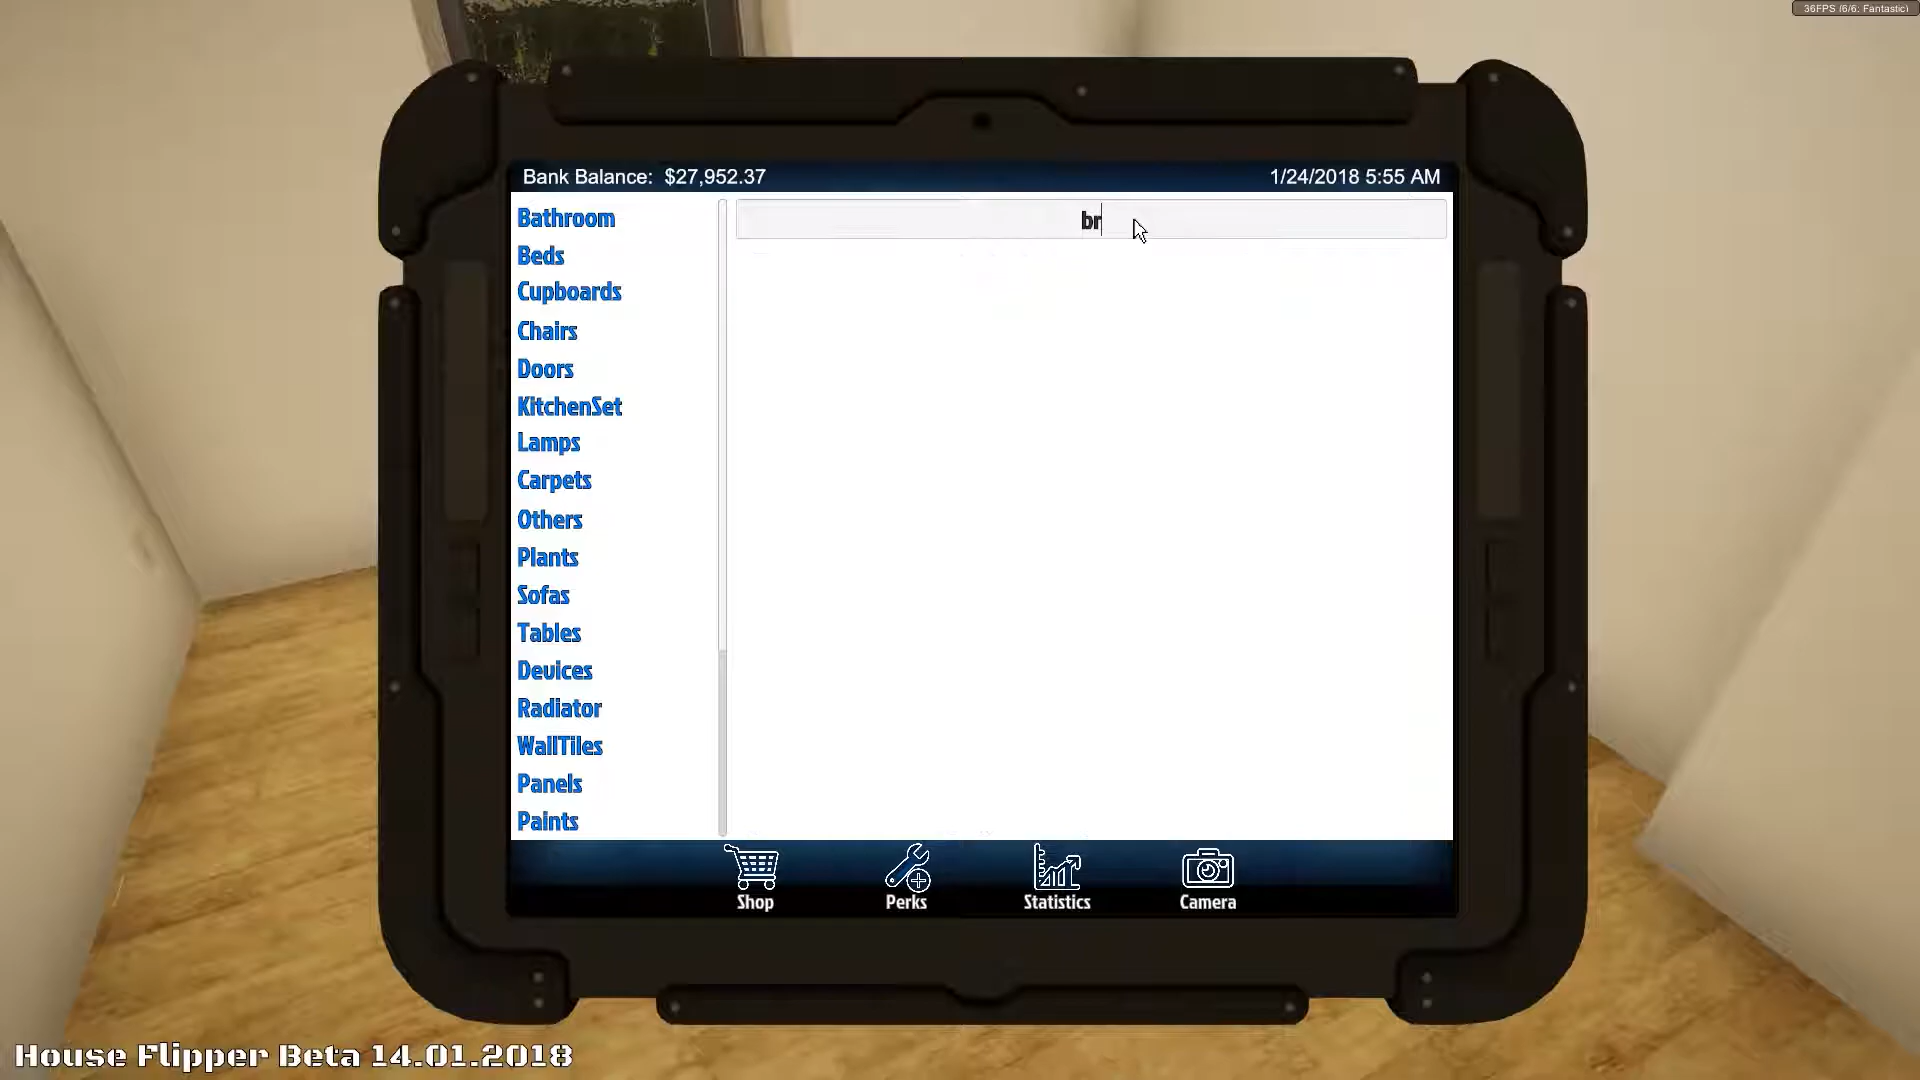 36FPS (6/6: Fantastic)
Bank Balance: $27,952.37
1/24/2018 5:55 AM
br
Bathroom
Beds
Cupboards
Chairs
Doors
KitchenSet
Lamps
Carpets
Others
Plants
Sofas
Tables
Devices
Radiator
WallTiles
Panels
Paints
Shop
Perks
Statistics
Camera
House Flipper Beta 14.01.2018